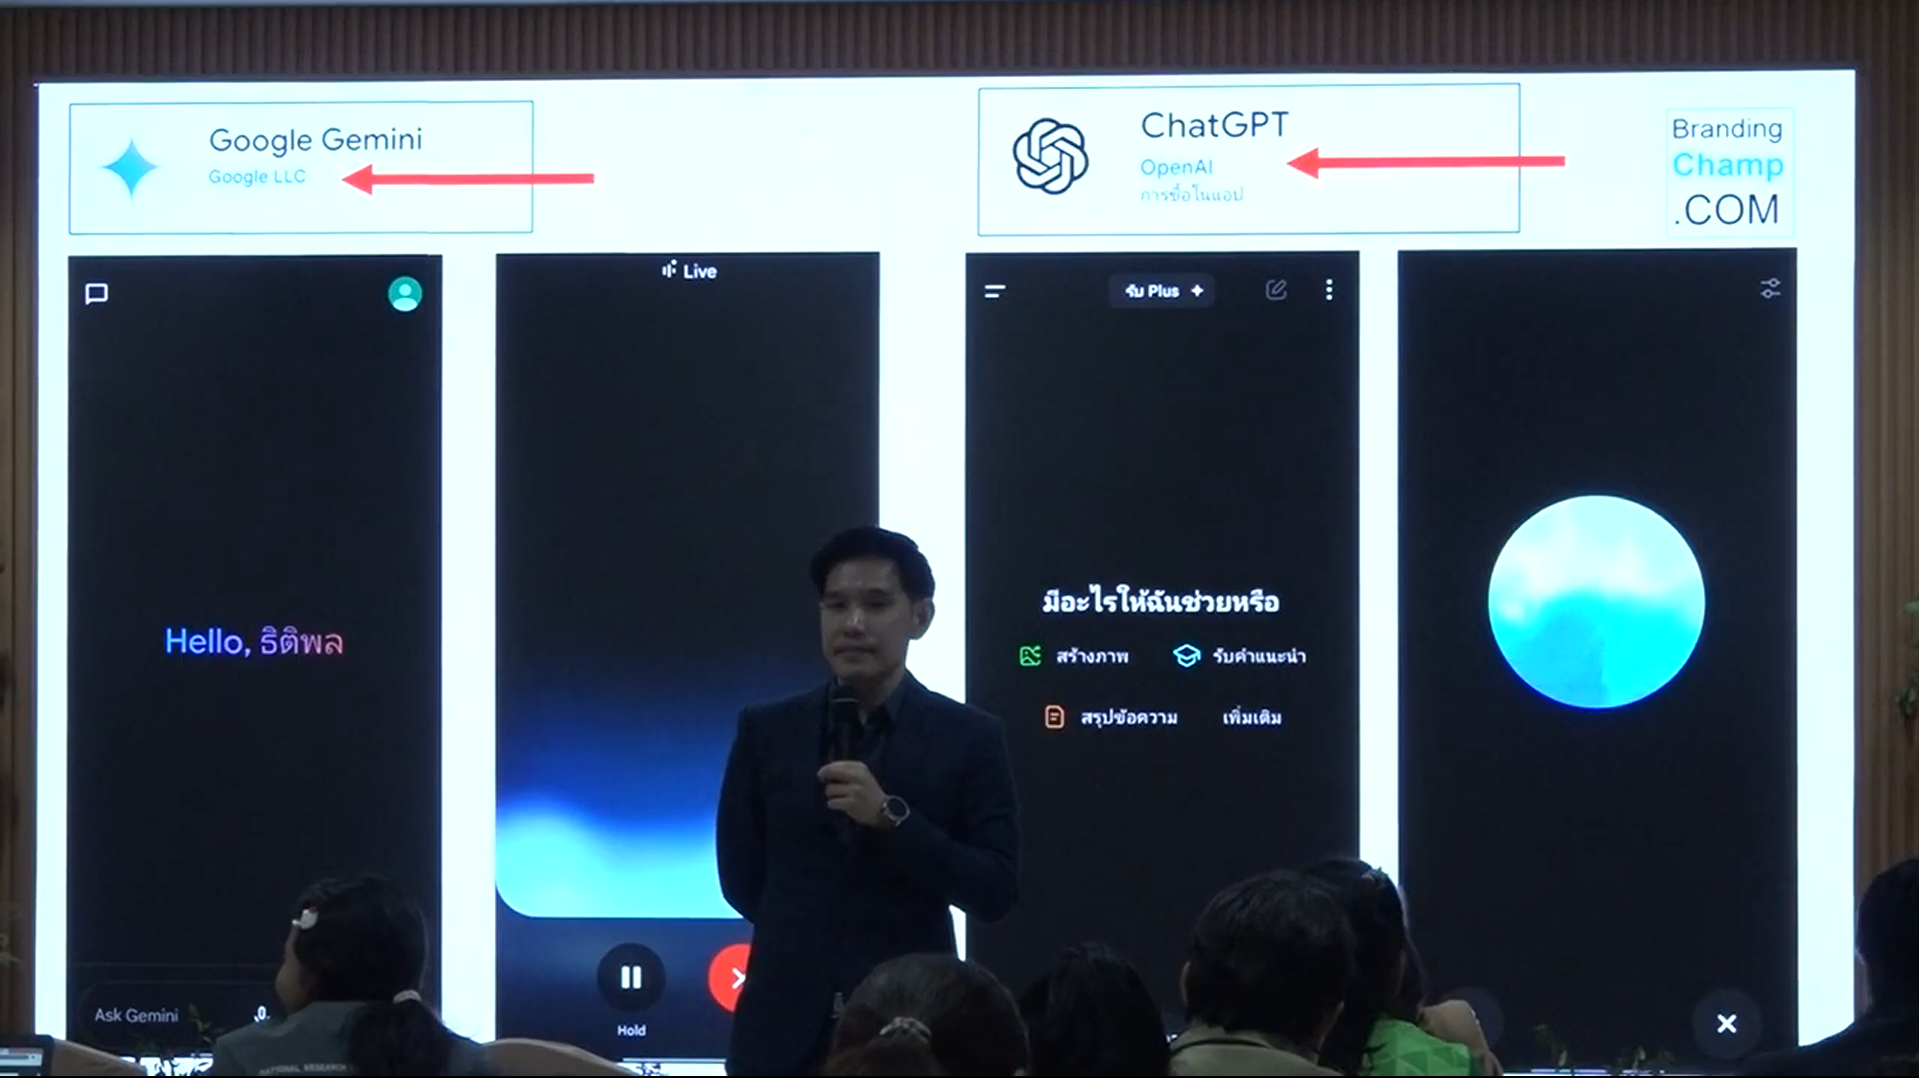 Google Gemini
Google LLC
ChatGPT
OpenAI
การซื้อในแอป
Branding
Champ
.COM
Live
รับ Plus
Hello, ธิติพล
มีอะไรให้ฉันช่วยหรือ
สร้างภาพ
รับคำแนะนำ
สรุปข้อความ
เพิ่มเติม
Ask Gemini
Hold
NATIONAL RESEARCH